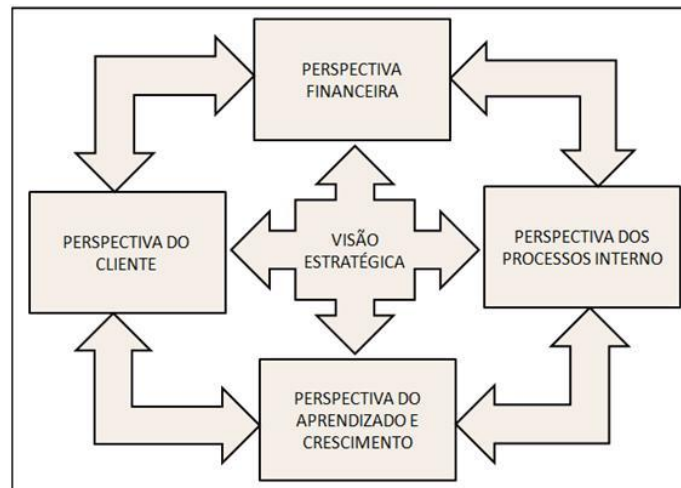 PERSPECTIVA
FINANCEIRA
PERSPECTIVA DO
CLIENTE
VISÃO
ESTRATÉGICA
PERSPECTIVA DOS
PROCESSOS INTERNO
PERSPECTIVA DO
APRENDIZADO E
CRESCIMENTO